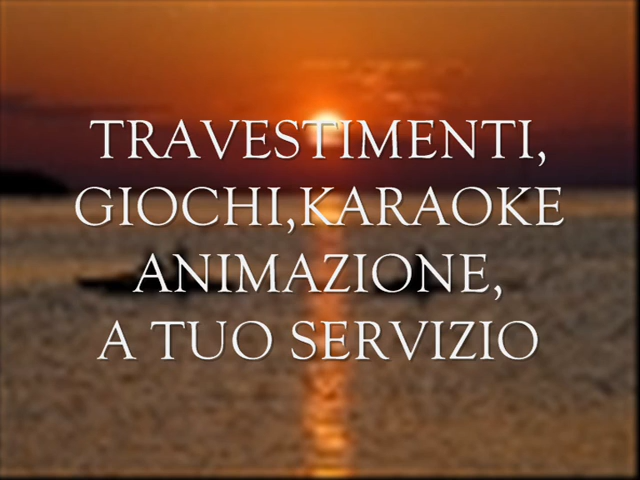 TRAVESTIMENTI,
GIOCHI,KARAOKE
ANIMAZIONE,
A TUO SERVIZIO